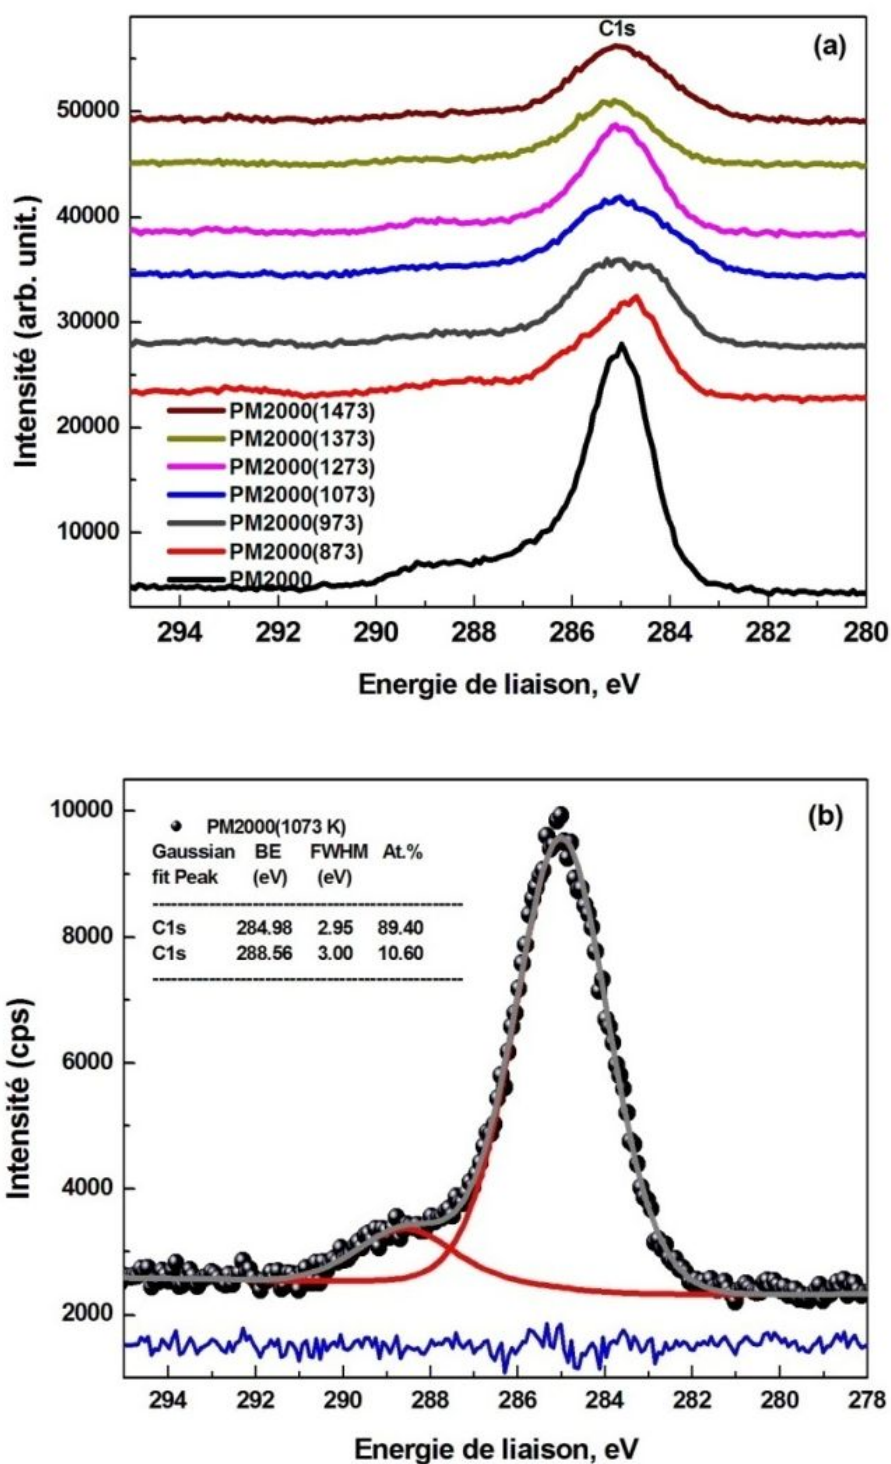 C1s
(a)
50000
40000
30000
20000
10000
Intensité (arb. unit.)
PM2000(1473)
PM2000(1373)
PM2000(1273)
PM2000(1073)
PM2000(973)
PM2000(873)
PM2000
294 292 290 288 286 284 282 280
Energie de liaison, eV
(b)
10000
8000
6000
4000
2000
Intensité (cps)
PM2000(1073 K)
Gaussian BE FWHM At.%
fit Peak (eV) (eV)
C1s 284.98 2.95 89.40
C1s 288.56 3.00 10.60
294 292 290 288 286 284 282 280 278
Energie de liaison, eV